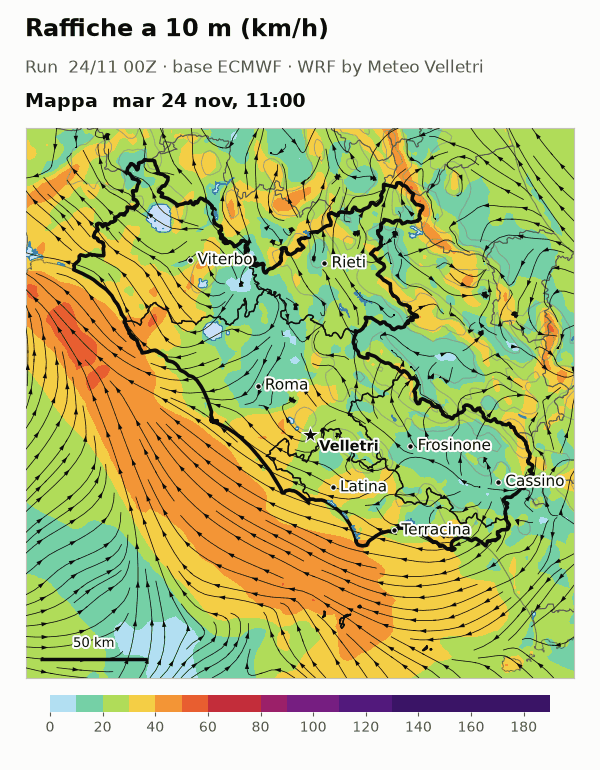 Raffiche a 10 m (km/h)
Run  24/11 00Z · base ECMWF · WRF by Meteo Velletri
Mappa  mar 24 nov, 11:00
Viterbo
Rieti
Roma
Velletri
Frosinone
Cassino
Latina
Terracina
50 km
0 20 40 60 80 100 120 140 160 180